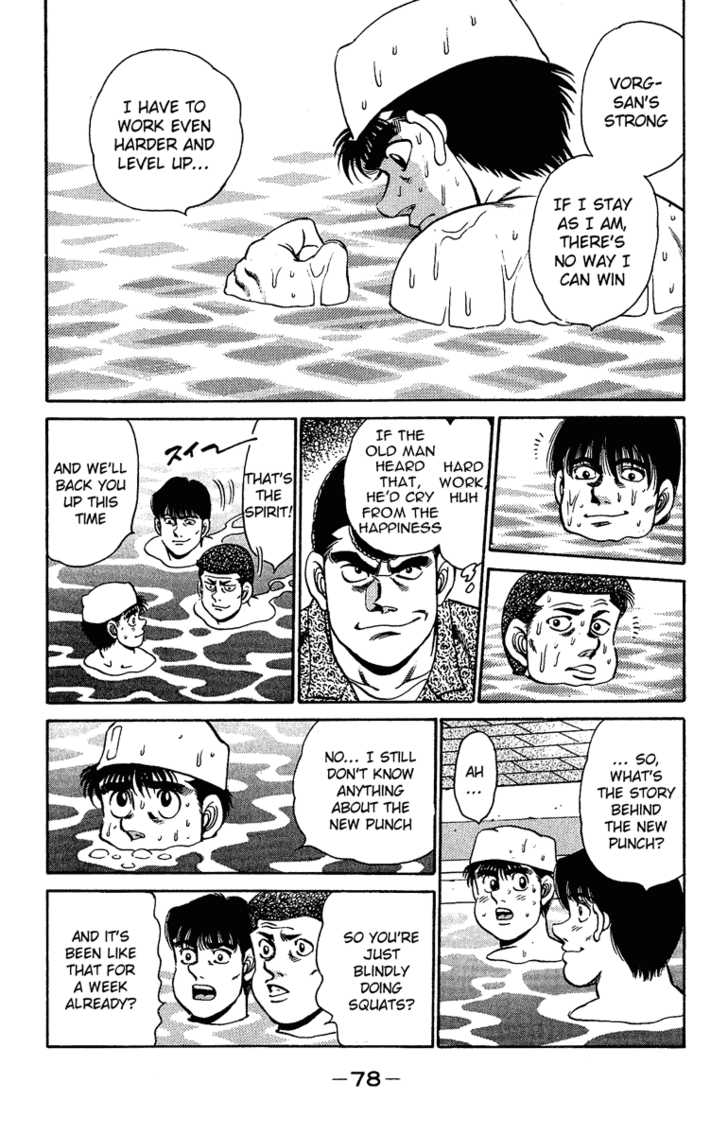 VORG-
SAN'S
STRONG
IF I STAY
AS I AM,
THERE'S
NO WAY I
CAN WIN
I HAVE TO
WORK EVEN
HARDER AND
LEVEL UP...
HARD
WORK,
HUH
IF THE
OLD MAN
HEARD
THAT,
HE'D CRY
FROM THE
HAPPINESS
THAT'S
THE
SPIRIT!
スイ〜
AND WE'LL
BACK YOU
UP THIS
TIME
... SO,
WHAT'S
THE STORY
BEHIND
THE NEW
PUNCH?
AH
...
NO... I STILL
DON'T KNOW
ANYTHING
ABOUT THE
NEW PUNCH
SO YOU'RE
JUST
BLINDLY
DOING
SQUATS?
AND IT'S
BEEN LIKE
THAT FOR
A WEEK
ALREADY?
—78—